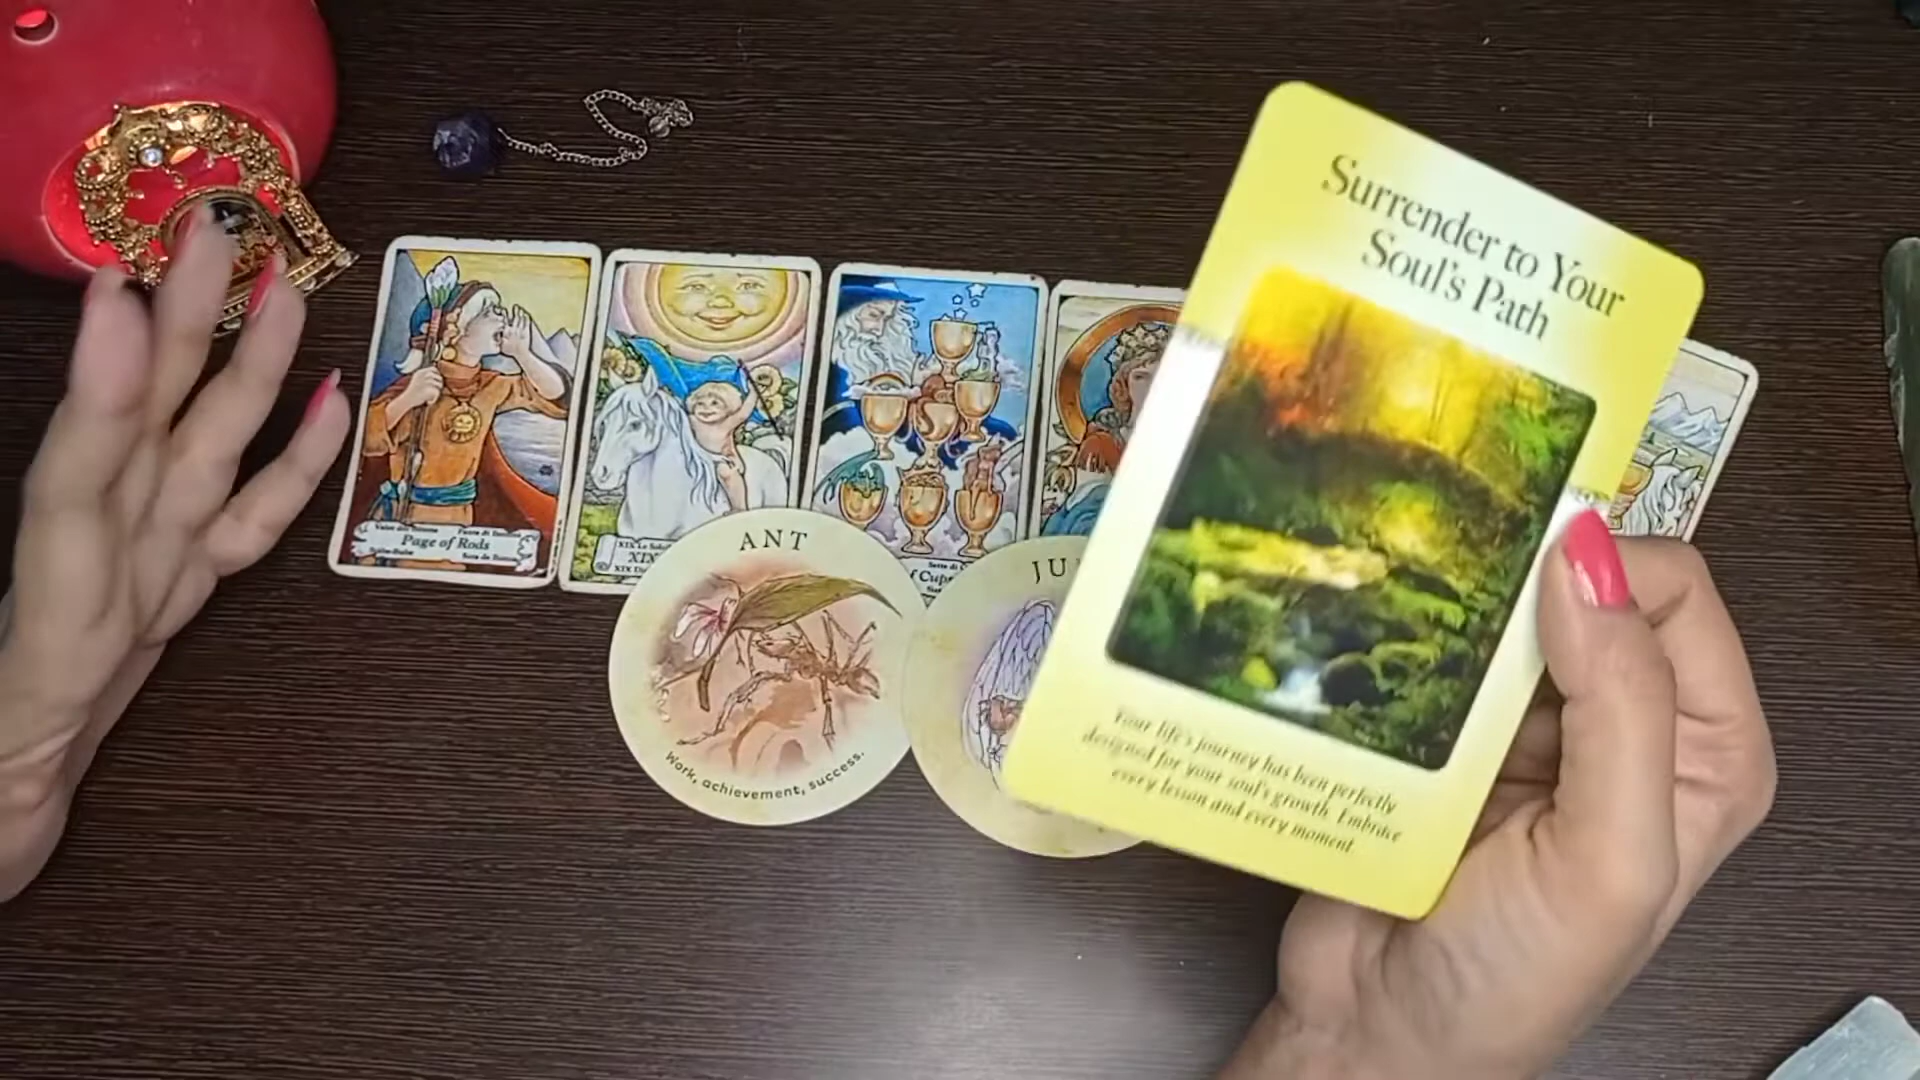 Surrender to Your
Soul's Path
Your life's journey has been perfectly
designed for your soul's growth. Embrace
every lesson and every moment.
Page of Rods
XIX
ANT
Work, achievement, success.
JU